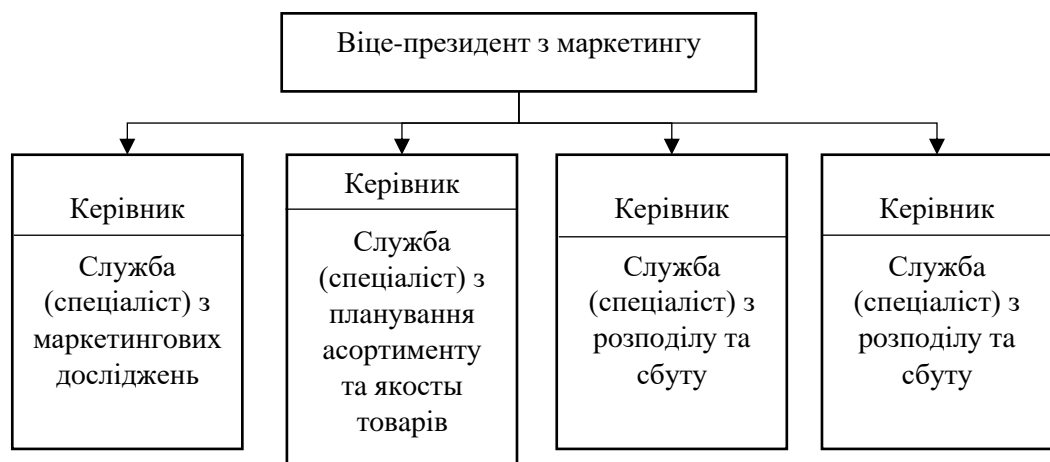 Віце-президент з маркетингу
Керівник
Служба
(спеціаліст) з
маркетингових
досліджень
Керівник
Служба
(спеціаліст) з
планування
асортименту
та якосты
товарів
Керівник
Служба
(спеціаліст) з
розподілу та
сбуту
Керівник
Служба
(спеціаліст) з
розподілу та
сбуту